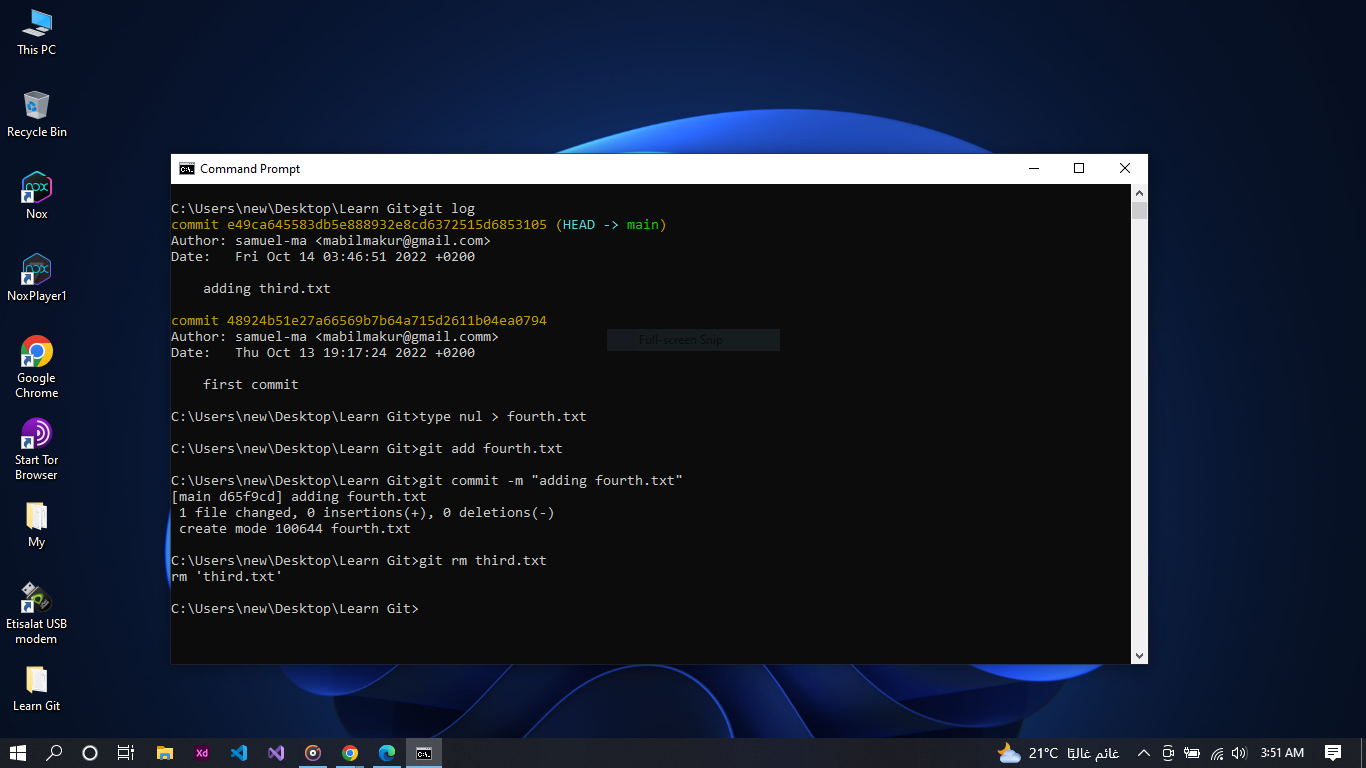 This PC
Recycle Bin
Nox
NoxPlayer1
Google
Chrome
Start Tor
Browser
My
Etisalat USB
modem
Learn Git
Command Prompt
C:\Users\new\Desktop\Learn Git>git log
commit e49ca645583db5e888932e8cd6372515d6853105 (HEAD -> main)
Author: samuel-ma <mabilmakur@gmail.com>
Date:   Fri Oct 14 03:46:51 2022 +0200
    adding third.txt
commit 48924b51e27a66569b7b64a715d2611b04ea0794
Author: samuel-ma <mabilmakur@gmail.comm>
Date:   Thu Oct 13 19:17:24 2022 +0200
Full-screen Snip
    first commit
C:\Users\new\Desktop\Learn Git>type nul > fourth.txt
C:\Users\new\Desktop\Learn Git>git add fourth.txt
C:\Users\new\Desktop\Learn Git>git commit -m "adding fourth.txt"
[main d65f9cd] adding fourth.txt
 1 file changed, 0 insertions(+), 0 deletions(-)
 create mode 100644 fourth.txt
C:\Users\new\Desktop\Learn Git>git rm third.txt
rm 'third.txt'
C:\Users\new\Desktop\Learn Git>
Xd
21°C غائم غالبًا
3:51 AM